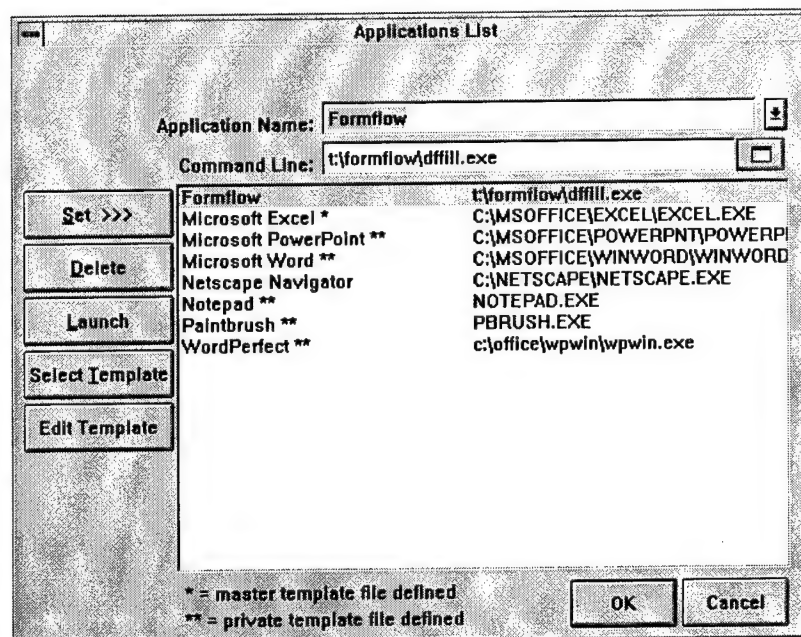 Applications List
Application Name: Formflow
Command Line: t:\formflow\dffill.exe
Set >>>
Delete
Launch
Select Template
Edit Template
Formflow t:\formflow\dffill.exe
Microsoft Excel * C:\MSOFFICE\EXCEL\EXCEL.EXE
Microsoft PowerPoint ** C:\MSOFFICE\POWERPNT\POWERP
Microsoft Word ** C:\MSOFFICE\WINWORD\WINWORD
Netscape Navigator C:\NETSCAPE\NETSCAPE.EXE
Notepad ** NOTEPAD.EXE
Paintbrush ** PBRUSH.EXE
WordPerfect ** c:\office\wpwin\wpwin.exe
* = master template file defined
** = private template file defined
OK
Cancel